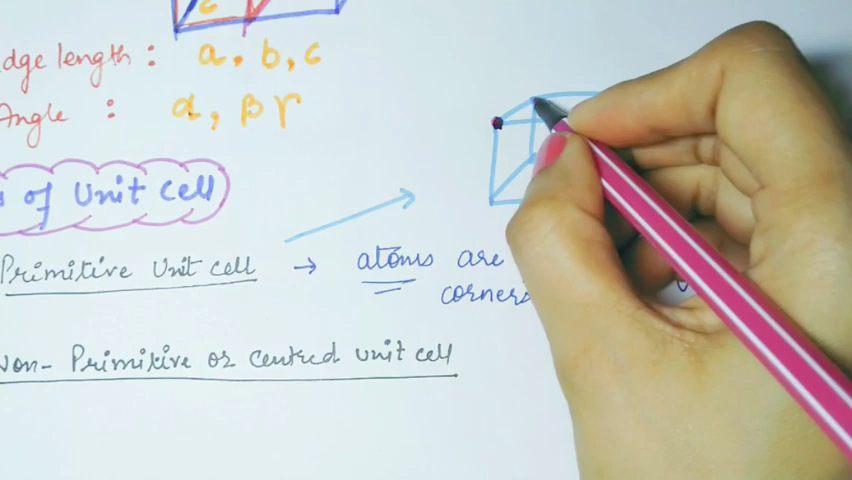 c
dge length : a, b, c
Angle : α, β γ
s of Unit cell
Primitive Unit cell → atoms are
corners
Non- Primitive or centred unit cell